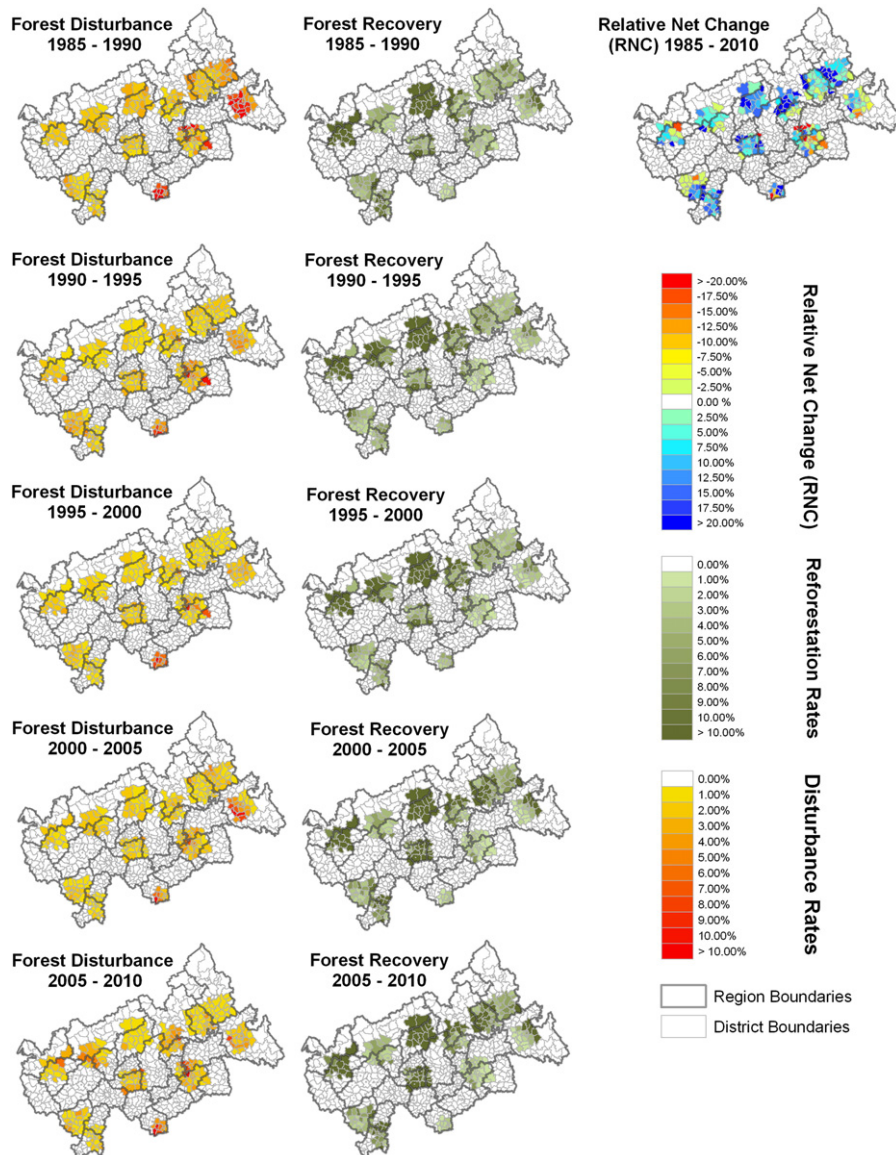 Forest Disturbance
1985 - 1990
Forest Recovery
1985 - 1990
Relative Net Change
(RNC) 1985 - 2010
Forest Disturbance
1990 - 1995
Forest Recovery
1990 - 1995
Forest Disturbance
1995 - 2000
Forest Recovery
1995 - 2000
Forest Disturbance
2000 - 2005
Forest Recovery
2000 - 2005
Forest Disturbance
2005 - 2010
Forest Recovery
2005 - 2010
> -20.00%
-17.50%
-15.00%
-12.50%
-10.00%
-7.50%
-5.00%
-2.50%
0.00 %
2.50%
5.00%
7.50%
10.00%
12.50%
15.00%
17.50%
> 20.00%
Relative Net Change (RNC)
0.00%
1.00%
2.00%
3.00%
4.00%
5.00%
6.00%
7.00%
8.00%
9.00%
10.00%
> 10.00%
Reforestation Rates
0.00%
1.00%
2.00%
3.00%
4.00%
5.00%
6.00%
7.00%
8.00%
9.00%
10.00%
> 10.00%
Disturbance Rates
Region Boundaries
District Boundaries